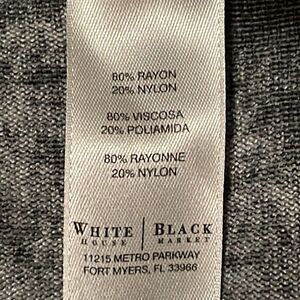 80% RAYON
20% NYLON
80% VISCOSA
20% POLIAMIDA
80% RAYONNE
20% NYLON
WHITE | BLACK
HOUSE | MARKET
11215 METRO PARKWAY
FORT MYERS, FL 33966